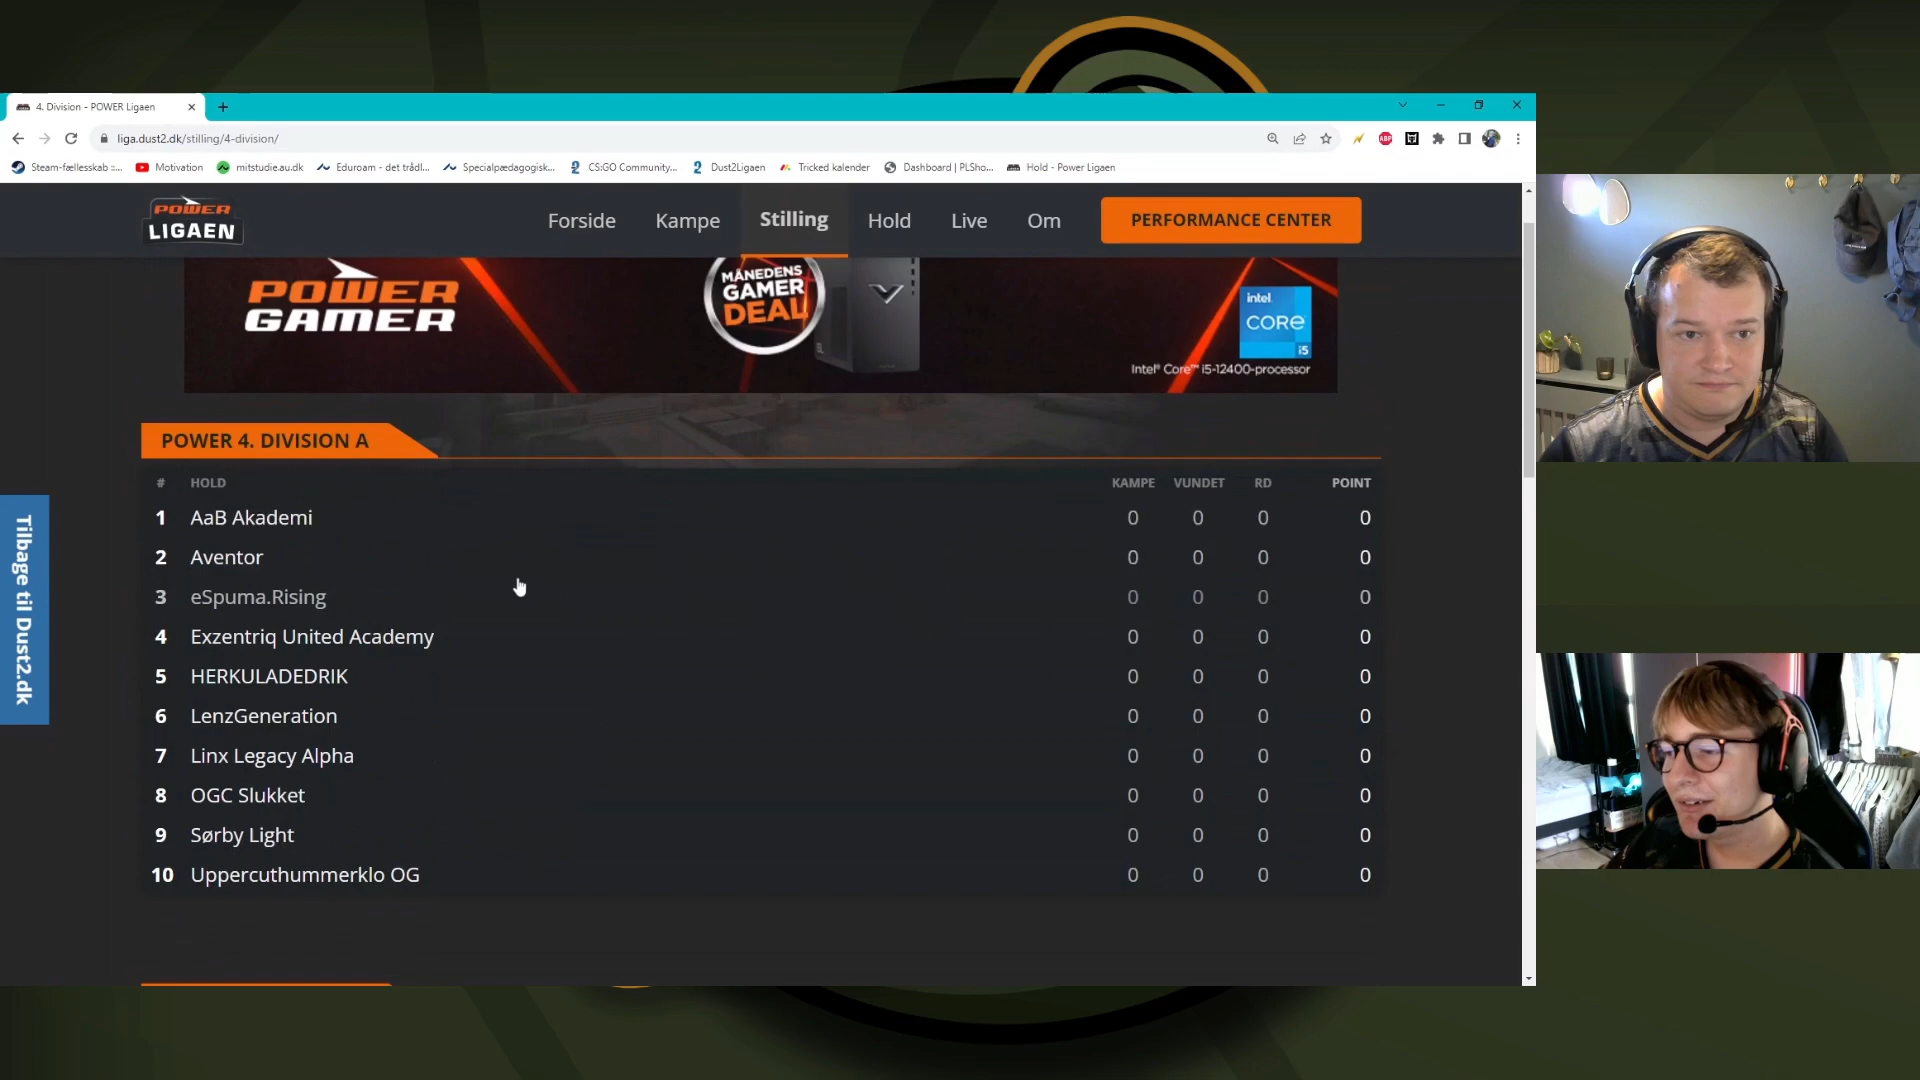 4. Division - POWER Ligaen
liga.dust2.dk/stilling/4-division/
ABP
Steam-fællesskab ::... Motivation mitstudie.au.dk Eduroam - det trådl... Specialpædagogisk... CS:GO Community... Dust2Ligaen Tricked kalender Dashboard | PLSho... Hold - Power Ligaen
POWER
LIGAEN
Forside Kampe Stilling Hold Live Om PERFORMANCE CENTER
POWER
GAMER
MÅNEDENS
GAMER
DEAL
intel
CORE
i5
Intel® Core™ i5-12400-processor
POWER 4. DIVISION A
# HOLD KAMPE VUNDET RD POINT
1 AaB Akademi 0 0 0 0
2 Aventor 0 0 0 0
3 eSpuma.Rising 0 0 0 0
4 Exzentriq United Academy 0 0 0 0
5 HERKULADEDRIK 0 0 0 0
6 LenzGeneration 0 0 0 0
7 Linx Legacy Alpha 0 0 0 0
8 OGC Slukket 0 0 0 0
9 Sørby Light 0 0 0 0
10 Uppercuthummerklo OG 0 0 0 0
Tilbage til Dust2.dk